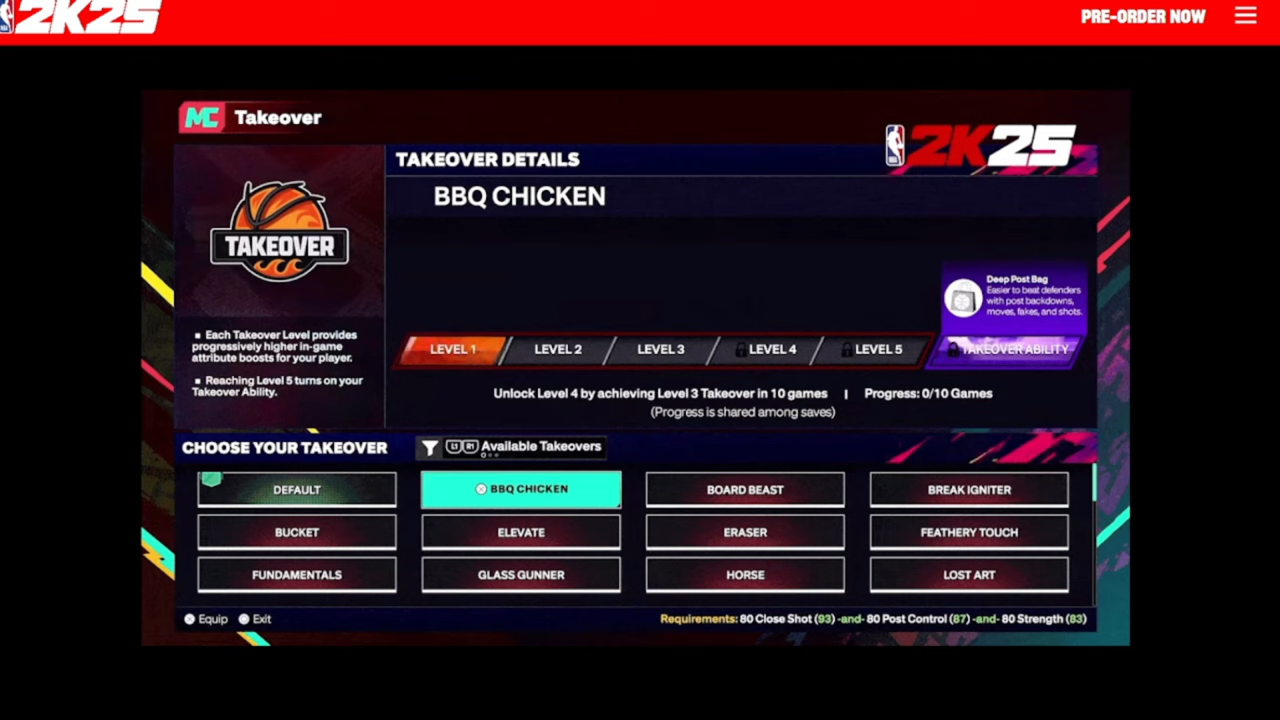 2K25
PRE-ORDER NOW
MC Takeover
NBA 2K25
TAKEOVER DETAILS
BBQ CHICKEN
TAKEOVER
Deep Post Bag
Easier to beat defenders
with post backdowns,
moves, fakes, and shots.
▪ Each Takeover Level provides
progressively higher in-game
attribute boosts for your player.
▪ Reaching Level 5 turns on your
Takeover Ability.
LEVEL 1 LEVEL 2 LEVEL 3 LEVEL 4 LEVEL 5 TAKEOVER ABILITY
Unlock Level 4 by achieving Level 3 Takeover in 10 games | Progress: 0/10 Games
(Progress is shared among saves)
CHOOSE YOUR TAKEOVER L1 R1 Available Takeovers
DEFAULT BBQ CHICKEN BOARD BEAST BREAK IGNITER
BUCKET ELEVATE ERASER FEATHERY TOUCH
FUNDAMENTALS GLASS GUNNER HORSE LOST ART
Equip Exit Requirements: 80 Close Shot (93) -and- 80 Post Control (87) -and- 80 Strength (83)